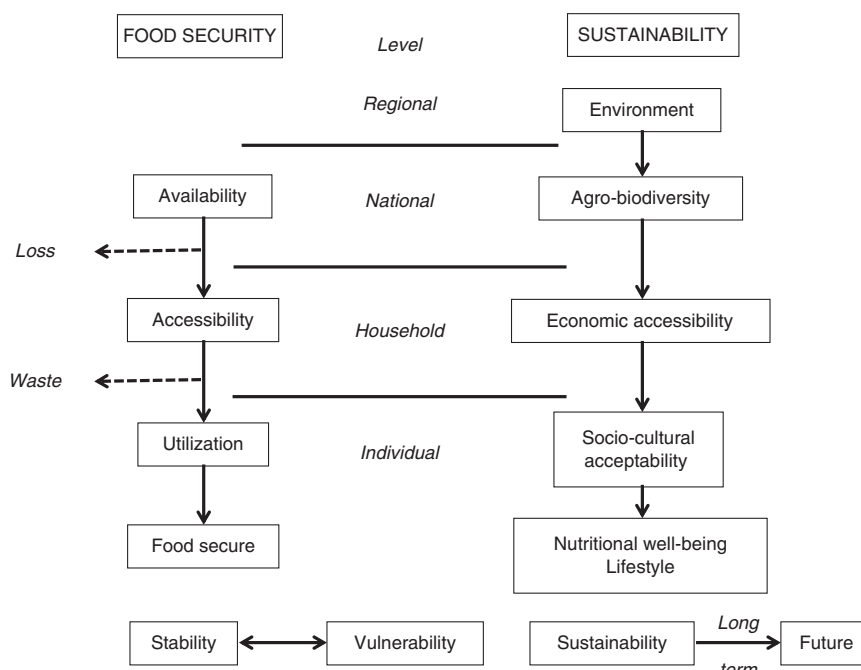 FOOD SECURITY
Level
SUSTAINABILITY
Regional
Environment
Availability
National
Agro-biodiversity
Loss
Accessibility
Household
Economic accessibility
Waste
Utilization
Individual
Socio-cultural
acceptability
Food secure
Nutritional well-being
Lifestyle
Stability
Vulnerability
Sustainability
Long
term
Future